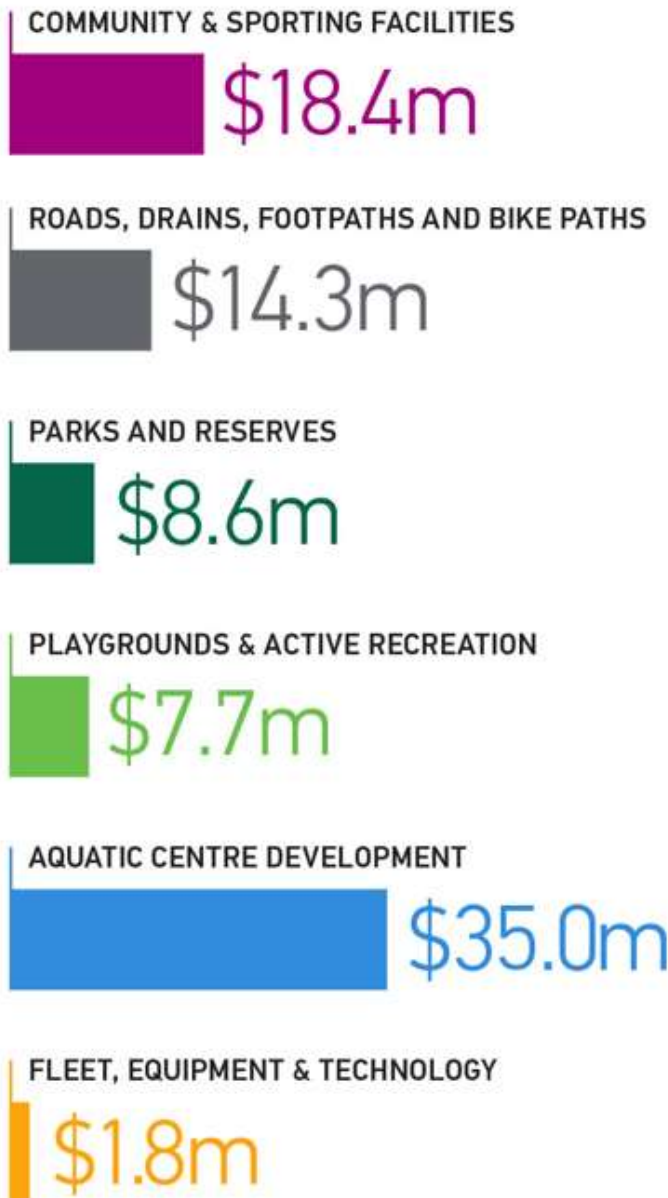 COMMUNITY & SPORTING FACILITIES
$18.4m
ROADS, DRAINS, FOOTPATHS AND BIKE PATHS
$14.3m
PARKS AND RESERVES
$8.6m
PLAYGROUNDS & ACTIVE RECREATION
$7.7m
AQUATIC CENTRE DEVELOPMENT
$35.0m
FLEET, EQUIPMENT & TECHNOLOGY
$1.8m